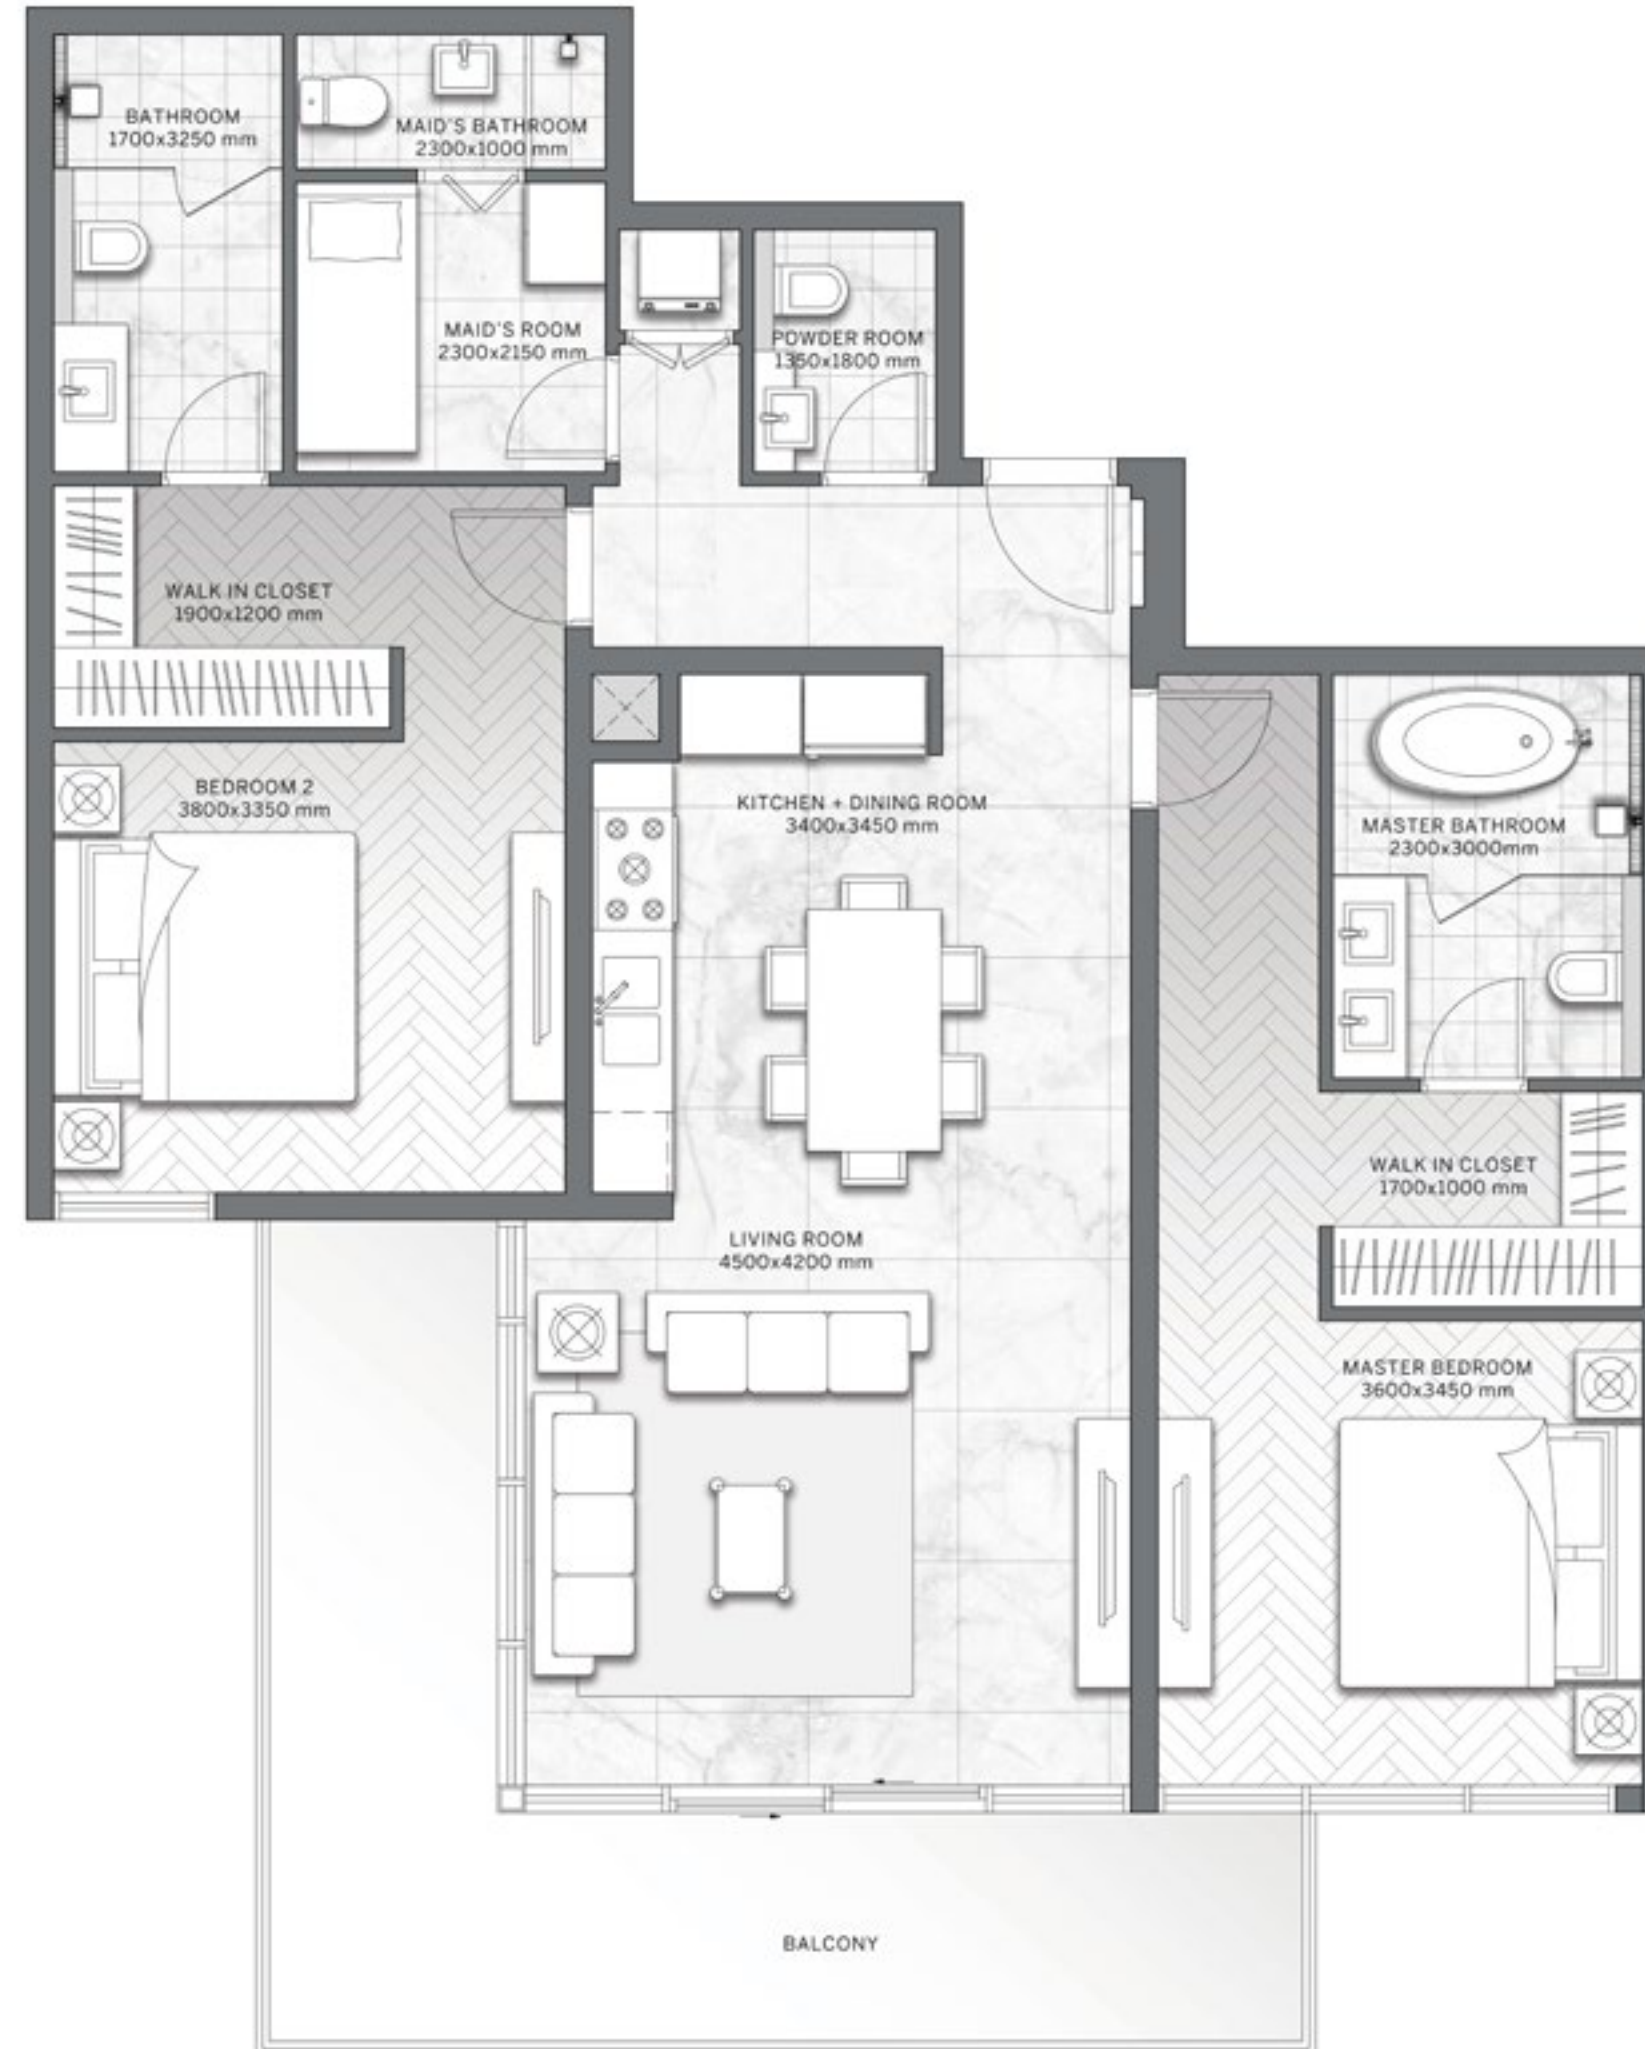 BATHROOM
1700x3250 mm
MAID'S BATHROOM
2300x1000 mm
MAID'S ROOM
2300x2150 mm
POWDER ROOM
1350x1800 mm
WALK IN CLOSET
1900x1200 mm
BEDROOM 2
3800x3350 mm
KITCHEN + DINING ROOM
3400x3450 mm
MASTER BATHROOM
2300x3000mm
WALK IN CLOSET
1700x1000 mm
LIVING ROOM
4500x4200 mm
MASTER BEDROOM
3600x3450 mm
BALCONY